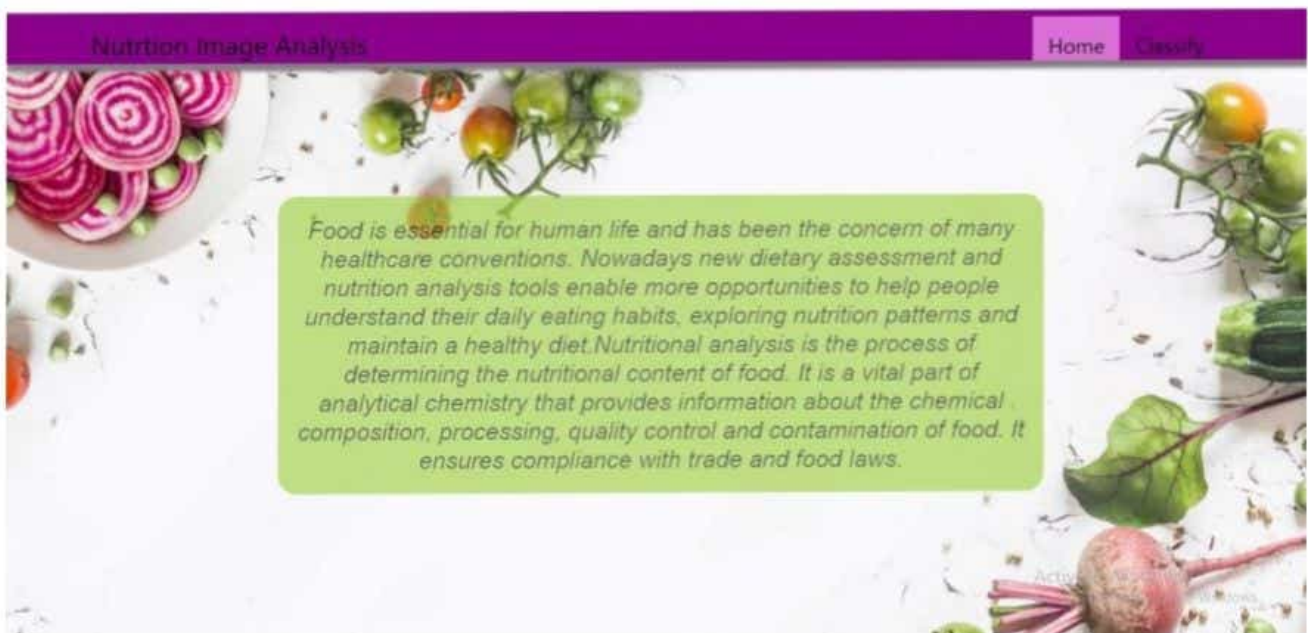 Nutrtion Image Analysis
Home Classify
Food is essential for human life and has been the concern of many
healthcare conventions. Nowadays new dietary assessment and
nutrition analysis tools enable more opportunities to help people
understand their daily eating habits, exploring nutrition patterns and
maintain a healthy diet.Nutritional analysis is the process of
determining the nutritional content of food. It is a vital part of
analytical chemistry that provides information about the chemical
composition, processing, quality control and contamination of food. It
ensures compliance with trade and food laws.
Windows